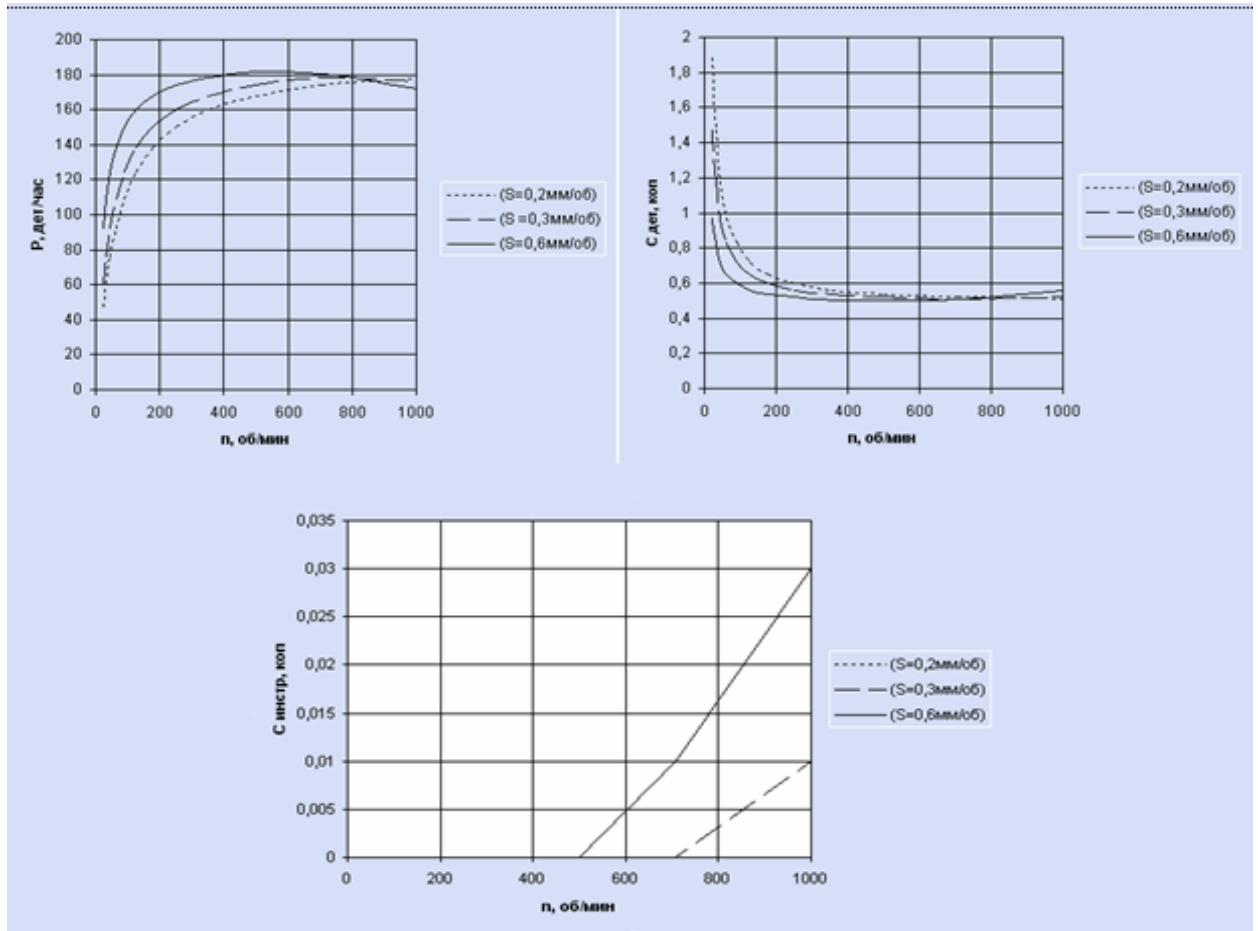 200
180
160
140
120
100
80
60
40
20
0
P, дет/час
0 200 400 600 800 1000
n, об/мин
(S=0,2мм/об)
(S =0,3мм/об)
(S=0,6мм/об)
2
1,8
1,6
1,4
1,2
1
0,8
0,6
0,4
0,2
0
С дет, коп
0 200 400 600 800 1000
n, об/мин
(S=0,2мм/об)
(S=0,3мм/об)
(S=0,6мм/об)
0,035
0,03
0,025
0,02
0,015
0,01
0,005
0
С инстр, коп
0 200 400 600 800 1000
n, об/мин
(S=0,2мм/об)
(S=0,3мм/об)
(S=0,6мм/об)